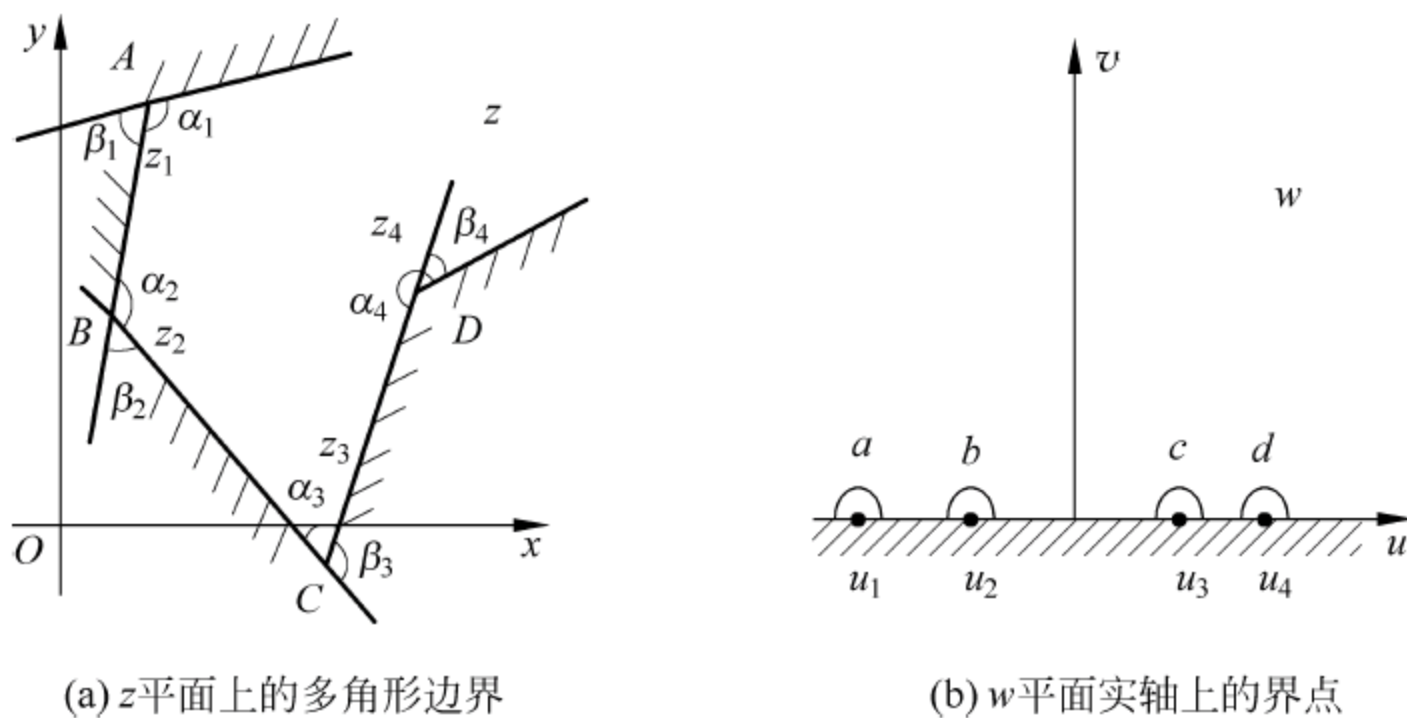 y
A
z
α₁
β₁
z₁
z₄
β₄
α₂
α₄
B
z₂
D
β₂
z₃
α₃
O
x
β₃
C
(a) z平面上的多角形边界
v
w
a b c d
u
u₁ u₂ u₃ u₄
(b) w平面实轴上的界点